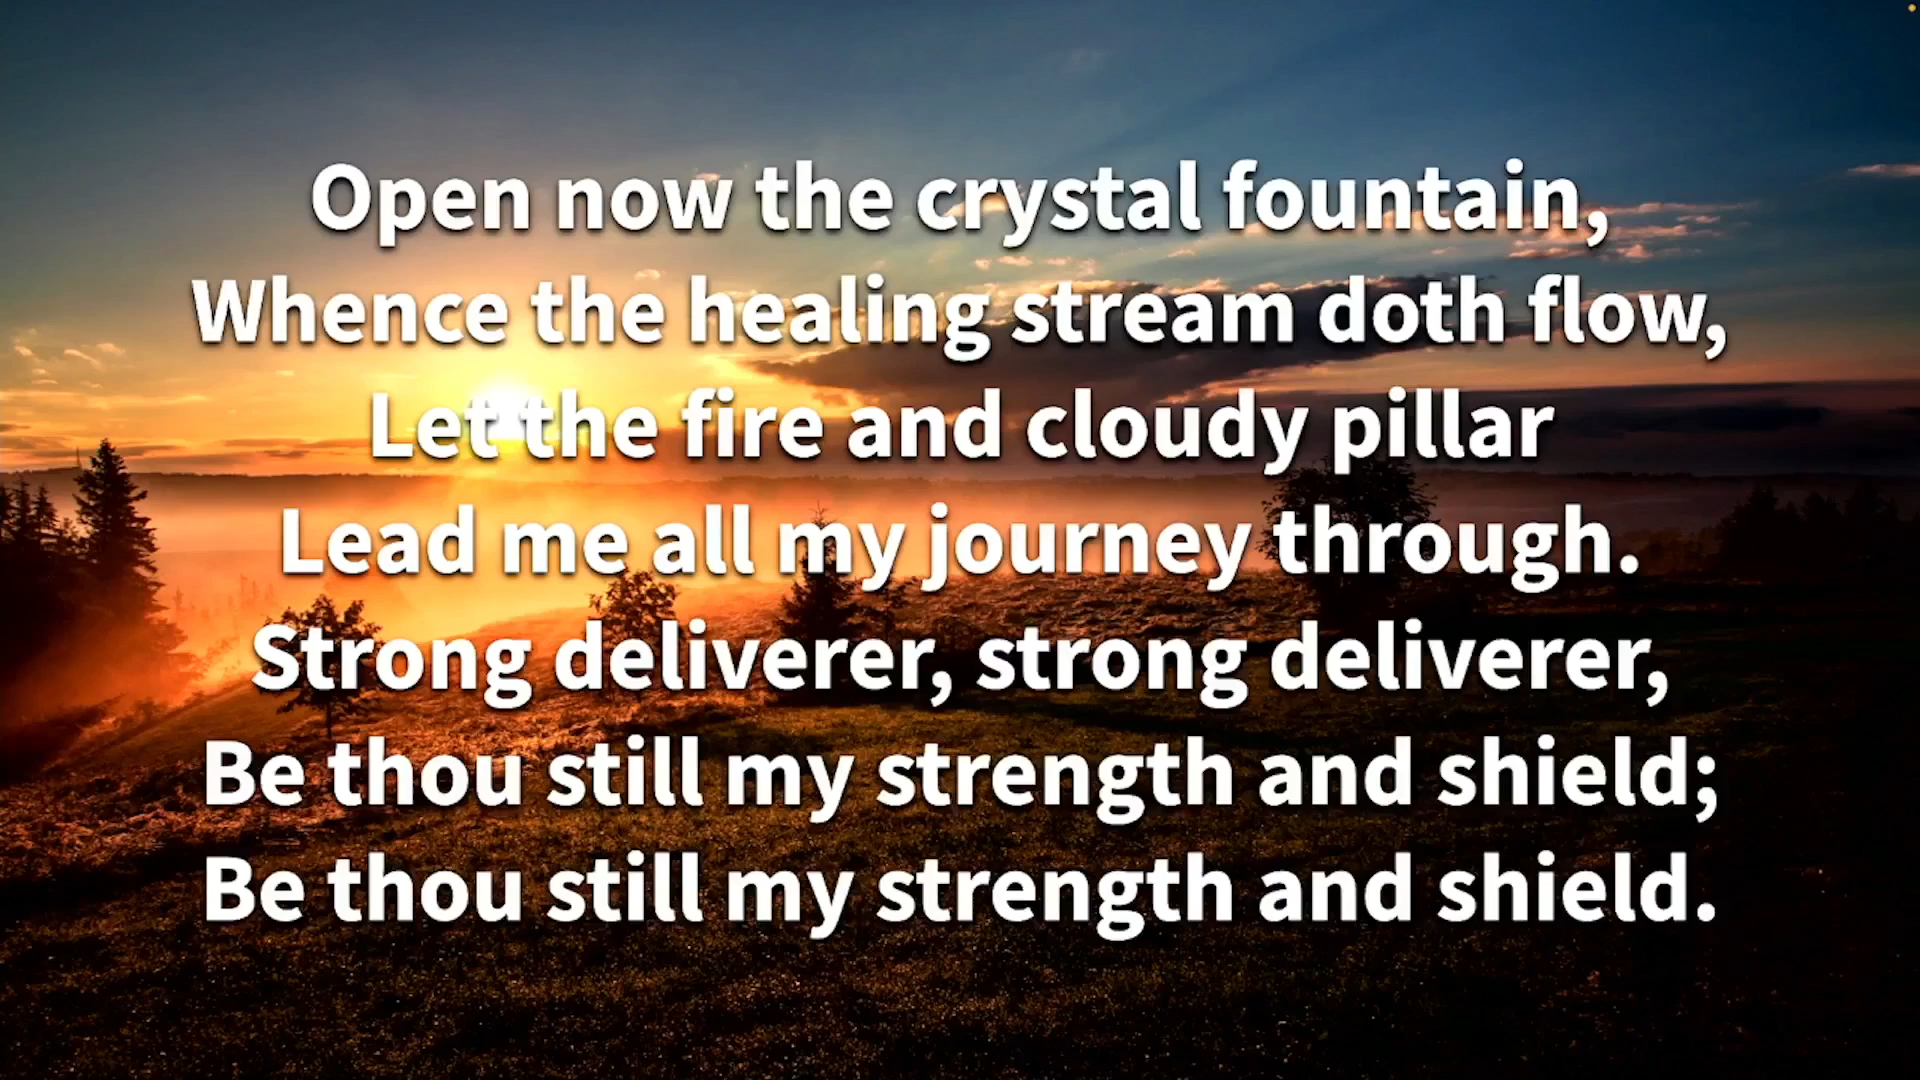 Open now the crystal fountain,
Whence the healing stream doth flow,
Let the fire and cloudy pillar
Lead me all my journey through.
Strong deliverer, strong deliverer,
Be thou still my strength and shield;
Be thou still my strength and shield.